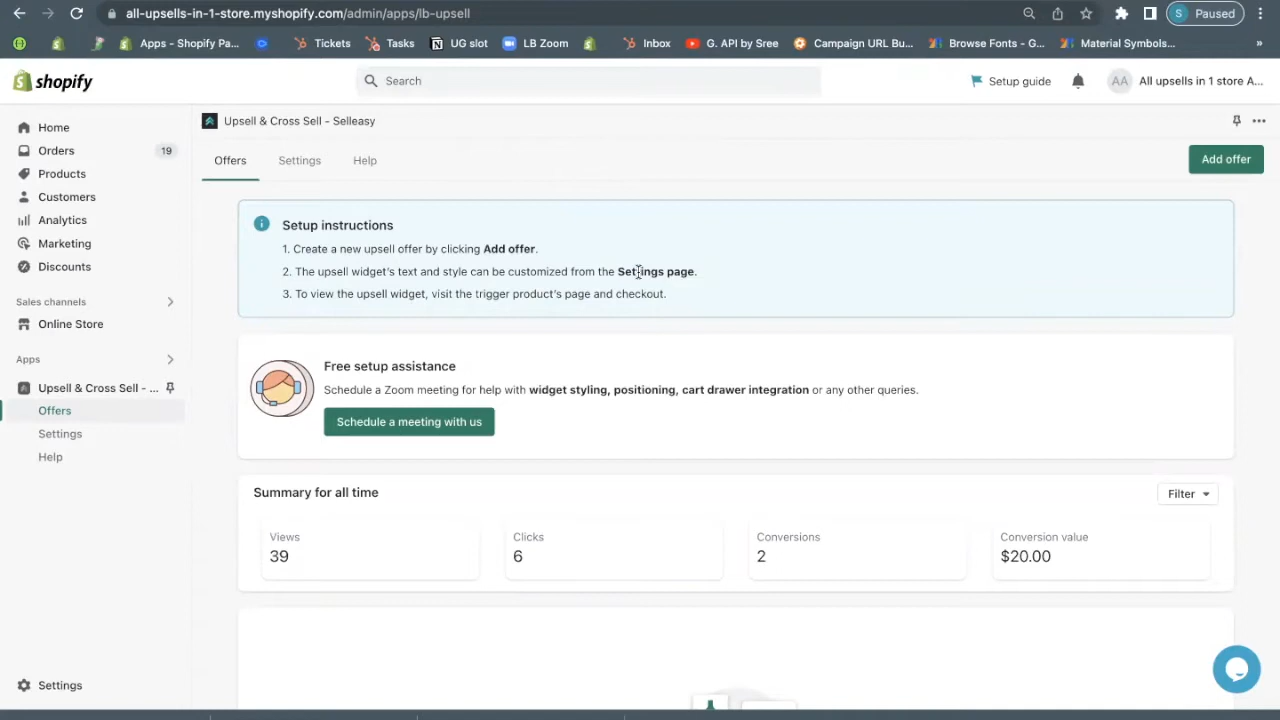 all-upsells-in-1-store.myshopify.com/admin/apps/lb-upsell
S Paused
Apps - Shopify Pa...
Tickets
Tasks
UG slot
LB Zoom
Inbox
G. API by Sree
Campaign URL Bu...
Browse Fonts - G...
Material Symbols...
»
shopify
Search
Setup guide
AA All upsells in 1 store A...
Home
Orders 19
Products
Customers
Analytics
Marketing
Discounts
Sales channels
Online Store
Apps
Upsell & Cross Sell - ...
Offers
Settings
Help
Settings
Upsell & Cross Sell - Selleasy
Offers Settings Help
Add offer
Setup instructions
1. Create a new upsell offer by clicking Add offer.
2. The upsell widget's text and style can be customized from the Settings page.
3. To view the upsell widget, visit the trigger product's page and checkout.
Free setup assistance
Schedule a Zoom meeting for help with widget styling, positioning, cart drawer integration or any other queries.
Schedule a meeting with us
Summary for all time
Filter
Views
39
Clicks
6
Conversions
2
Conversion value
$20.00